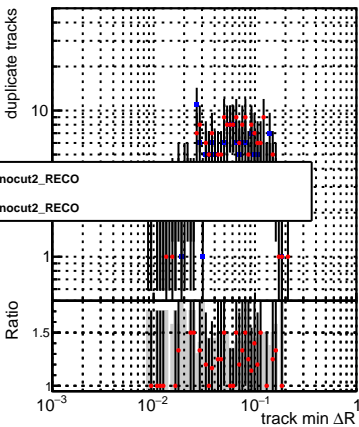 duplicate tracks
10
nocut2_RECO
nocut2_RECO
1
Ratio
1.5
1
10−3
10−2
10−1
1
track min ΔR